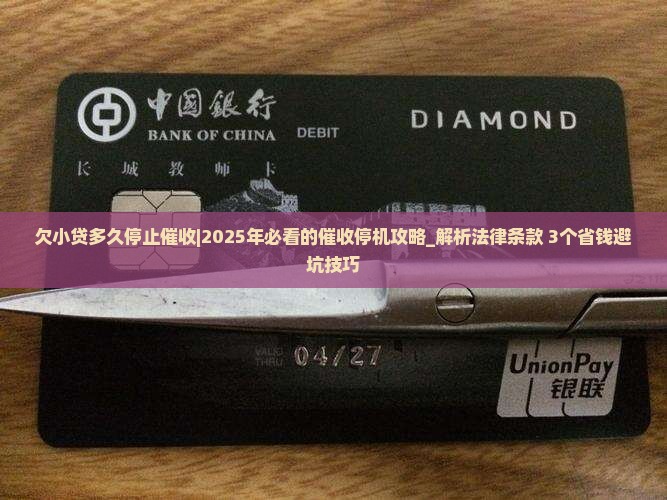 中國銀行
BANK OF CHINA
DEBIT
DIAMOND
长城教师卡
欠小贷多久停止催收|2025年必看的催收停机攻略_解析法律条款 3个省钱避
坑技巧
VALID
THRU
04/27
UnionPay
银联